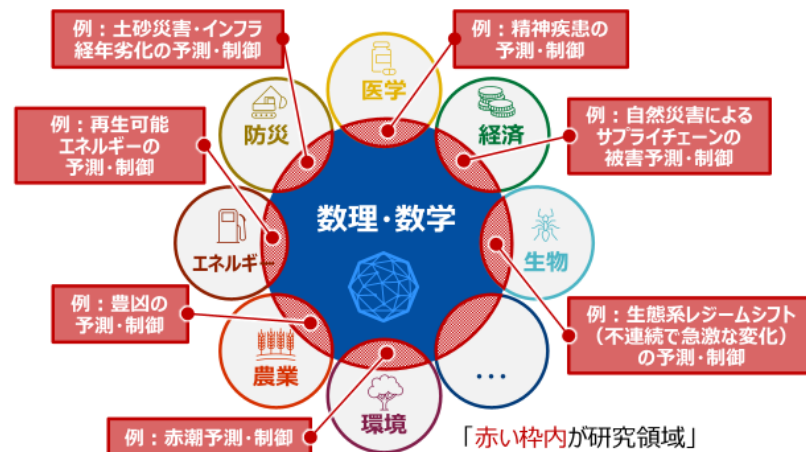 例：土砂災害・インフラ
経年劣化の予測・制御
例：精神疾患の
予測・制御
医学
防災
経済
例：再生可能
エネルギーの
予測・制御
例：自然災害による
サプライチェーンの
被害予測・制御
数理・数学
エネルギー
生物
例：豊凶の
予測・制御
例：生態系レジームシフト
（不連続で急激な変化）
の予測・制御
農業
…
環境
例：赤潮予測・制御
「赤い枠内が研究領域」